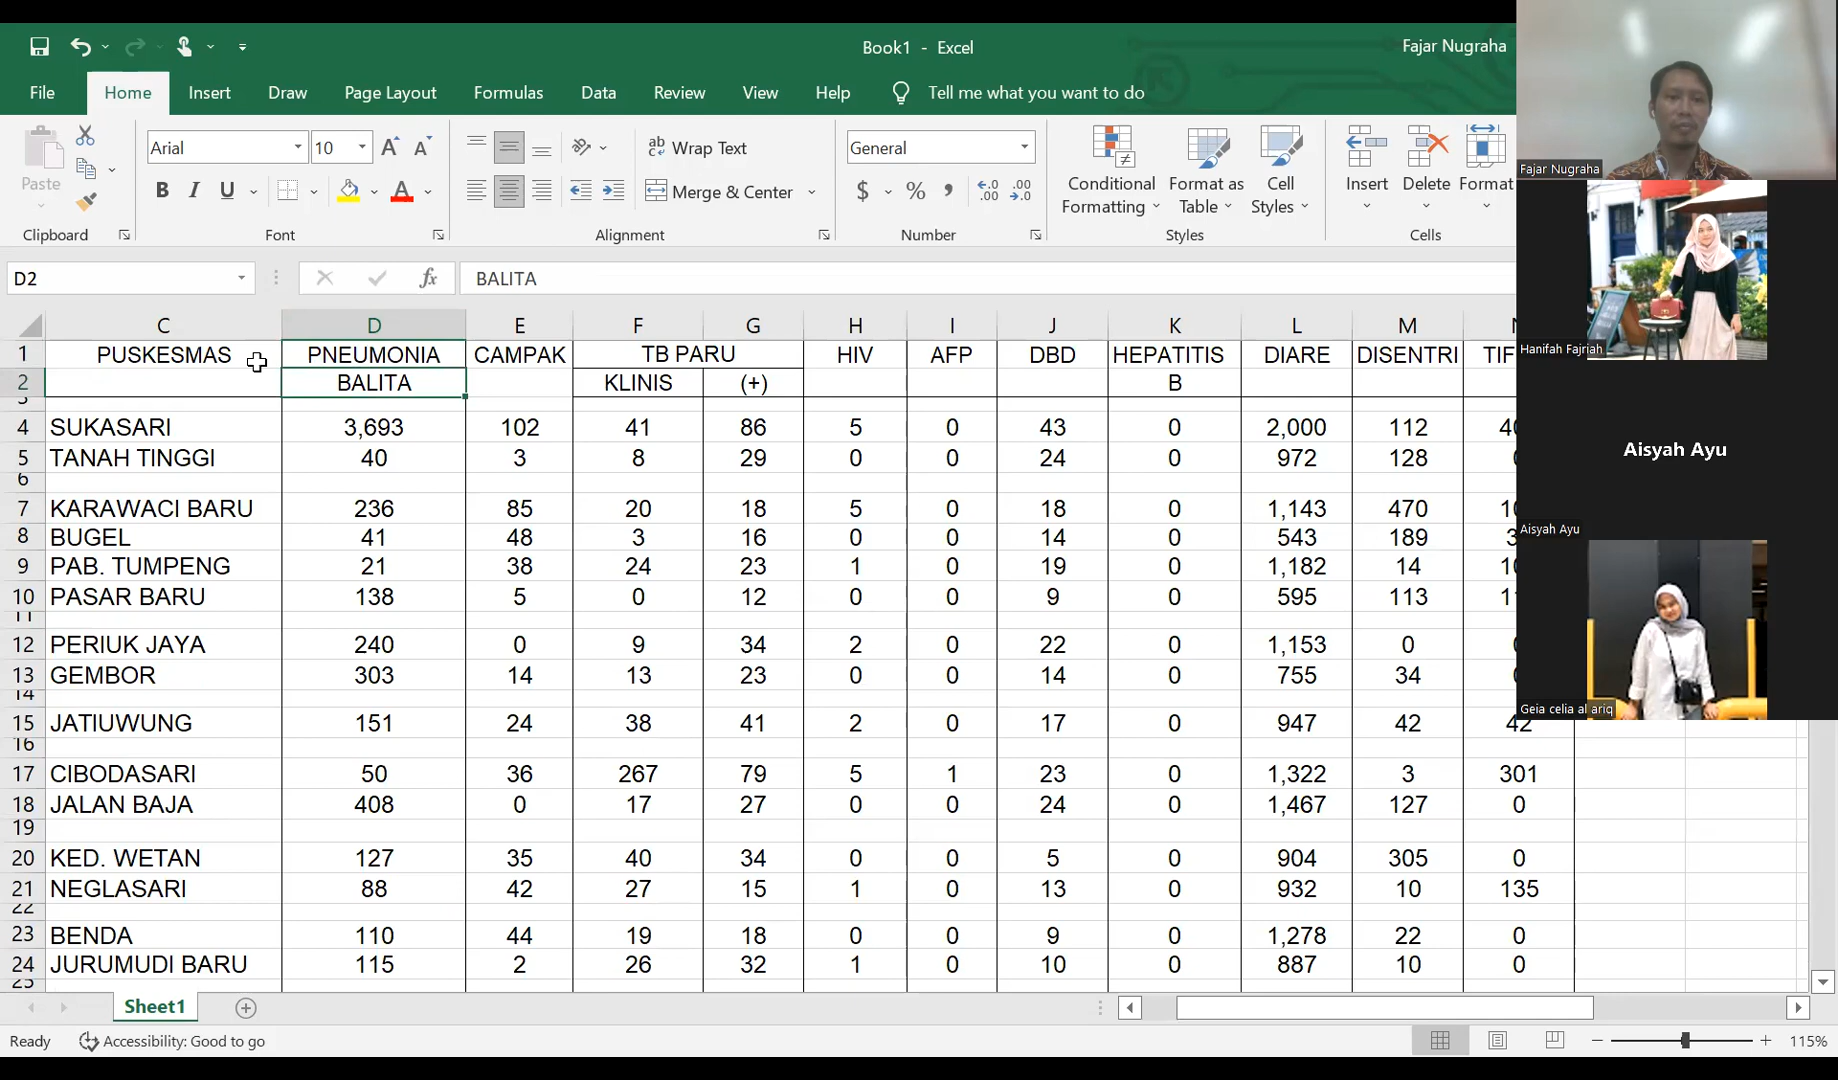 Book1 - Excel
Fajar Nugraha
File Home Insert Draw Page Layout Formulas Data Review View Help Tell me what you want to do
Paste
Clipboard
Arial 10
B I U A
Font
Wrap Text
Merge & Center
Alignment
General
$ %
Number
Conditional Formatting
Format as Table
Cell Styles
Styles
Insert Delete Format
Cells
D2 fx BALITA
C D E F G H I J K L M
1 PUSKESMAS PNEUMONIA CAMPAK TB PARU HIV AFP DBD HEPATITIS DIARE DISENTRI TIF
2 BALITA KLINIS (+) B
3
4 SUKASARI 3,693 102 41 86 5 0 43 0 2,000 112
5 TANAH TINGGI 40 3 8 29 0 0 24 0 972 128
6
7 KARAWACI BARU 236 85 20 18 5 0 18 0 1,143 470
8 BUGEL 41 48 3 16 0 0 14 0 543 189
9 PAB. TUMPENG 21 38 24 23 1 0 19 0 1,182 14
10 PASAR BARU 138 5 0 12 0 0 9 0 595 113
11
12 PERIUK JAYA 240 0 9 34 2 0 22 0 1,153 0
13 GEMBOR 303 14 13 23 0 0 14 0 755 34
14
15 JATIUWUNG 151 24 38 41 2 0 17 0 947 42 42
16
17 CIBODASARI 50 36 267 79 5 1 23 0 1,322 3 301
18 JALAN BAJA 408 0 17 27 0 0 24 0 1,467 127 0
19
20 KED. WETAN 127 35 40 34 0 0 5 0 904 305 0
21 NEGLASARI 88 42 27 15 1 0 13 0 932 10 135
22
23 BENDA 110 44 19 18 0 0 9 0 1,278 22 0
24 JURUMUDI BARU 115 2 26 32 1 0 10 0 887 10 0
25
Sheet1
Ready Accessibility: Good to go 115%
Fajar Nugraha
Hanifah Fajriah
Aisyah Ayu
Aisyah Ayu
Geia celia al ariq